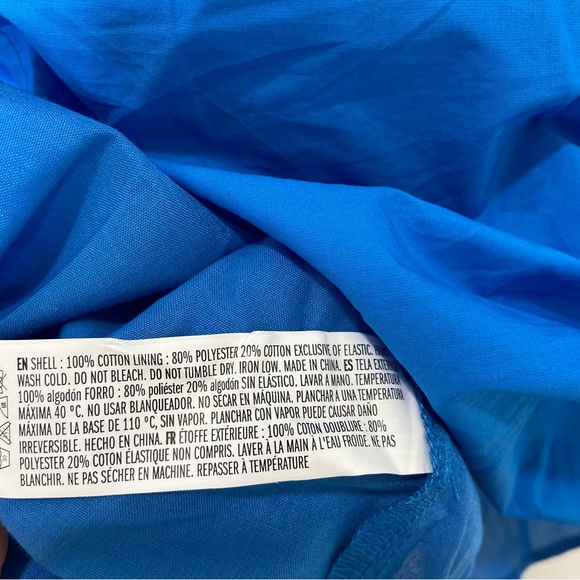 EN SHELL : 100% COTTON LINING : 80% POLYESTER 20% COTTON EXCLUSIVE OF ELASTIC.
WASH COLD. DO NOT BLEACH. DO NOT TUMBLE DRY. IRON LOW. MADE IN CHINA. ES TELA EXTERIOR
100% algodón FORRO : 80% poliéster 20% algodón SIN ELÁSTICO. LAVAR A MANO. TEMPERATURA
MÁXIMA 40 °C. NO USAR BLANQUEADOR. NO SECAR EN MÁQUINA. PLANCHAR A UNA TEMPERATURA
MÁXIMA DE LA BASE DE 110 °C, SIN VAPOR. PLANCHAR CON VAPOR PUEDE CAUSAR DAÑO
IRREVERSIBLE. HECHO EN CHINA. FR ÉTOFFE EXTÉRIEURE : 100% COTON DOUBLURE : 80%
POLYESTER 20% COTON ÉLASTIQUE NON COMPRIS. LAVER À LA MAIN À L'EAU FROIDE. NE PAS
BLANCHIR. NE PAS SÉCHER EN MACHINE. REPASSER À TEMPÉRATURE